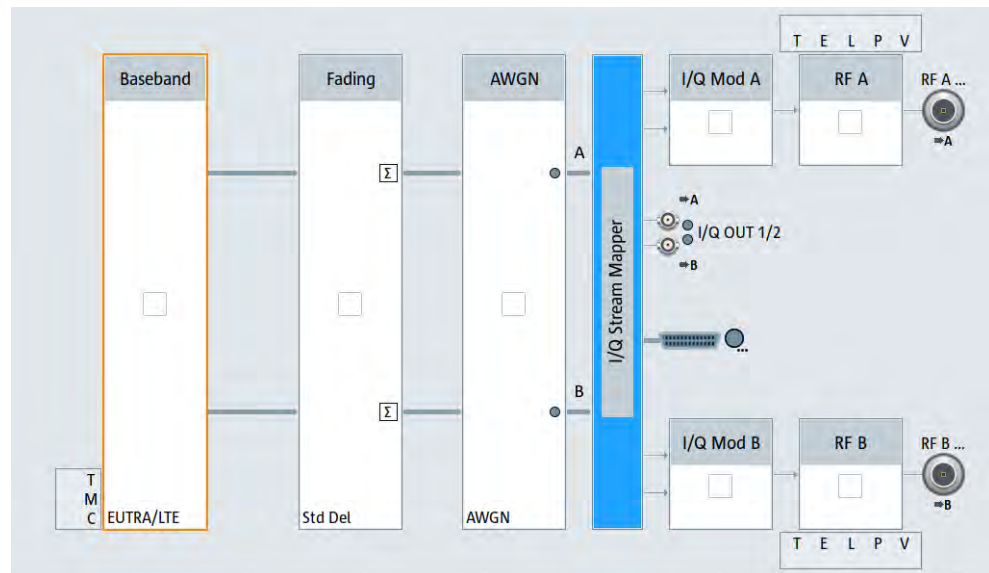 T E L P V
Baseband
Fading
AWGN
I/Q Mod A
RF A
RF A ...
A
Σ
A
A
I/Q OUT 1/2
B
I/Q Stream Mapper
...
B
Σ
I/Q Mod B
RF B
RF B ...
B
T
M
C
EUTRA/LTE
Std Del
AWGN
T E L P V